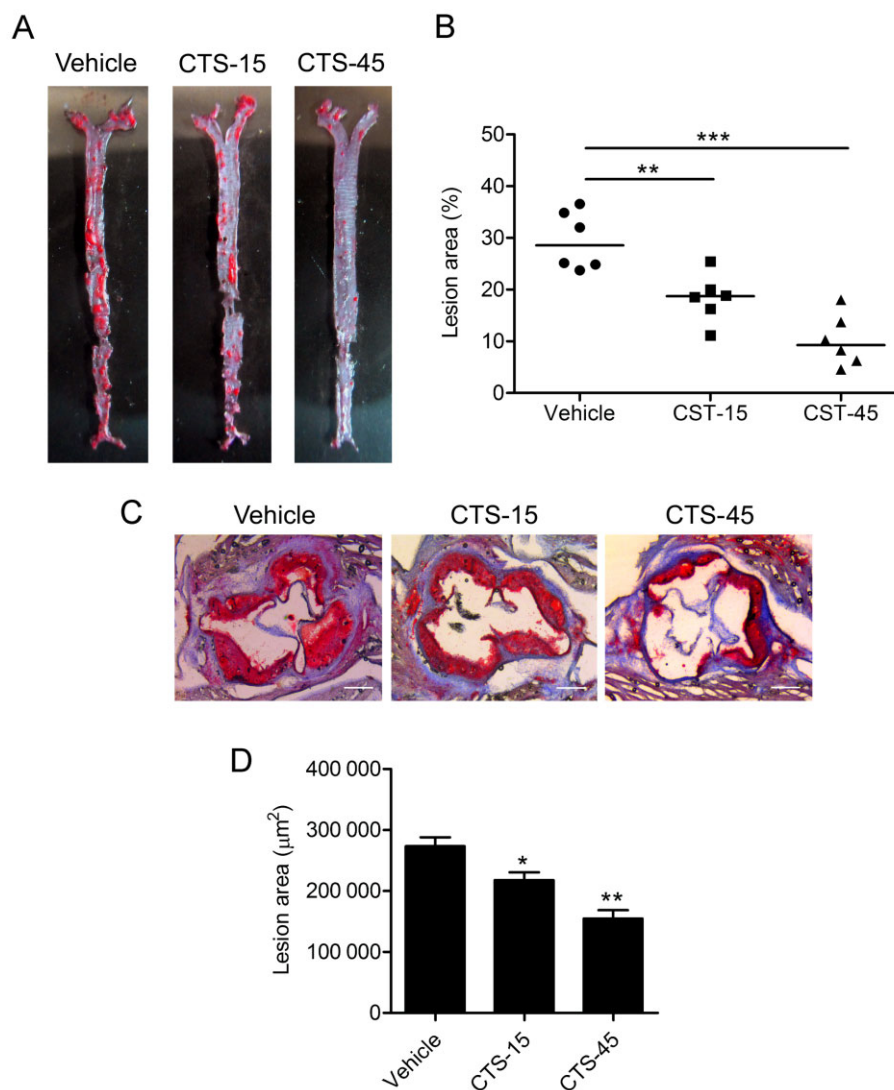 A
Vehicle CTS-15 CTS-45
B
Lesion area (%)
50
40
30
20
10
0
***
**
Vehicle CST-15 CST-45
C
Vehicle CTS-15 CTS-45
D
Lesion area (μm²)
400 000
300 000
200 000
100 000
0
*
**
Vehicle CTS-15 CTS-45